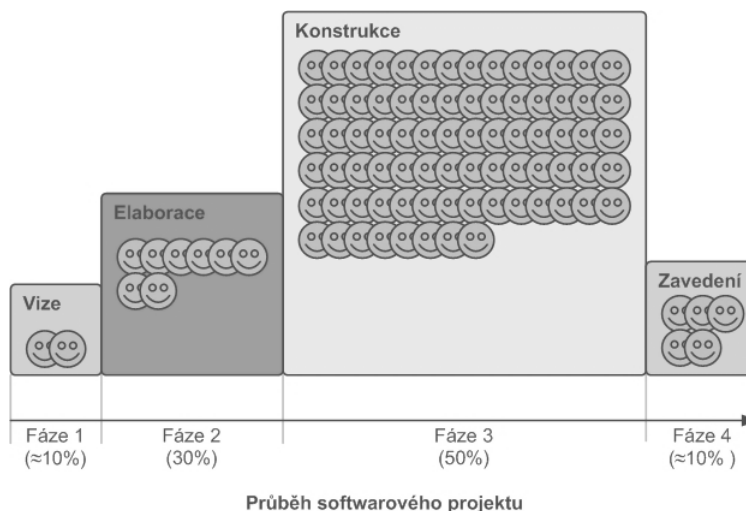 Konstrukce
Elaborace
Vize
Zavedení
Fáze 1
(≈10%)
Fáze 2
(30%)
Fáze 3
(50%)
Fáze 4
(≈10% )
Průběh softwarového projektu